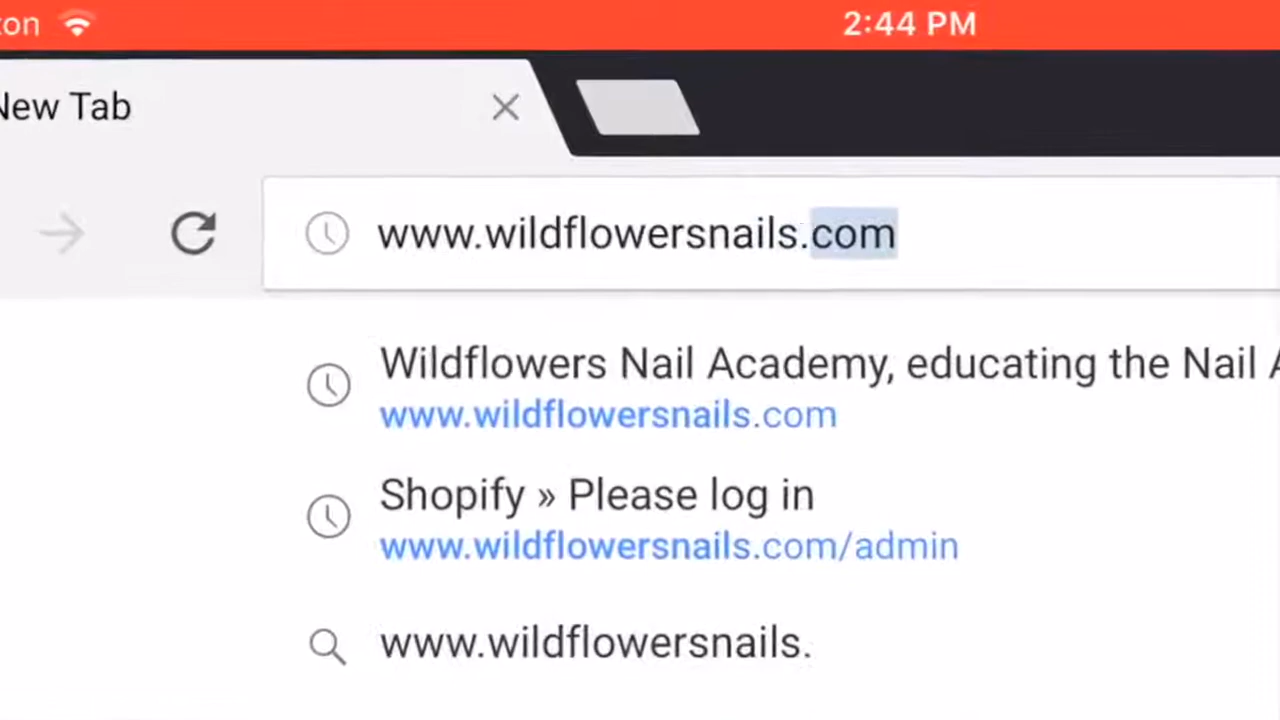 2:44 PM
New Tab
www.wildflowersnails.com
Wildflowers Nail Academy, educating the Nail
www.wildflowersnails.com
Shopify » Please log in
www.wildflowersnails.com/admin
www.wildflowersnails.